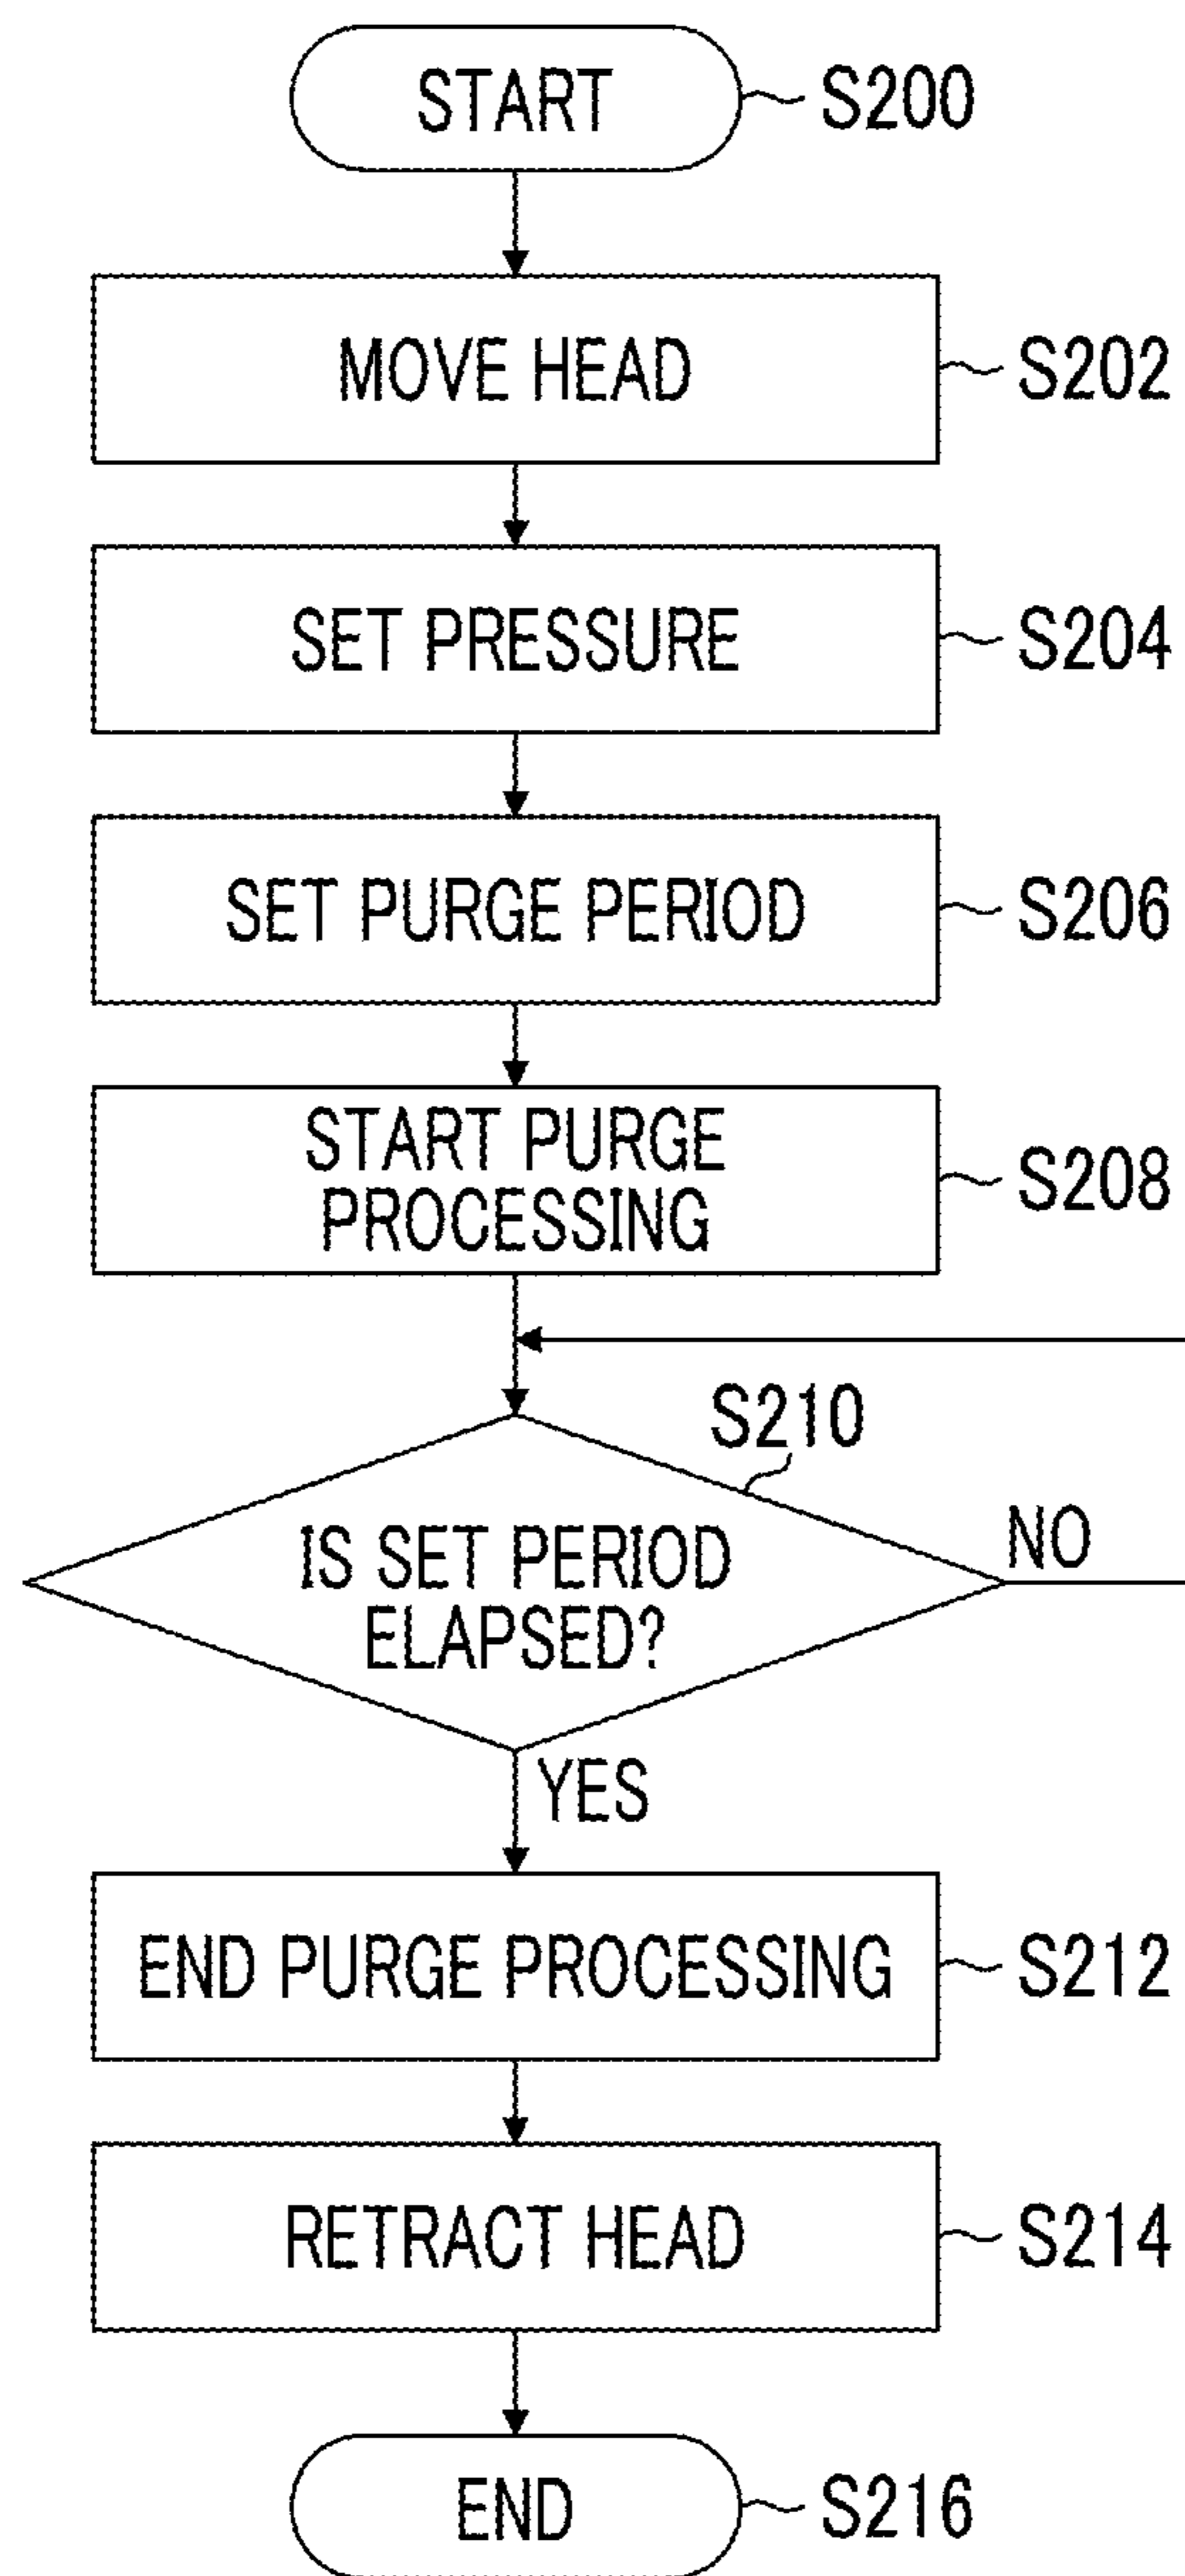 START
S200
MOVE HEAD
S202
SET PRESSURE
S204
SET PURGE PERIOD
S206
START PURGE
PROCESSING
S208
S210
IS SET PERIOD
ELAPSED?
NO
YES
END PURGE PROCESSING
S212
RETRACT HEAD
S214
END
S216